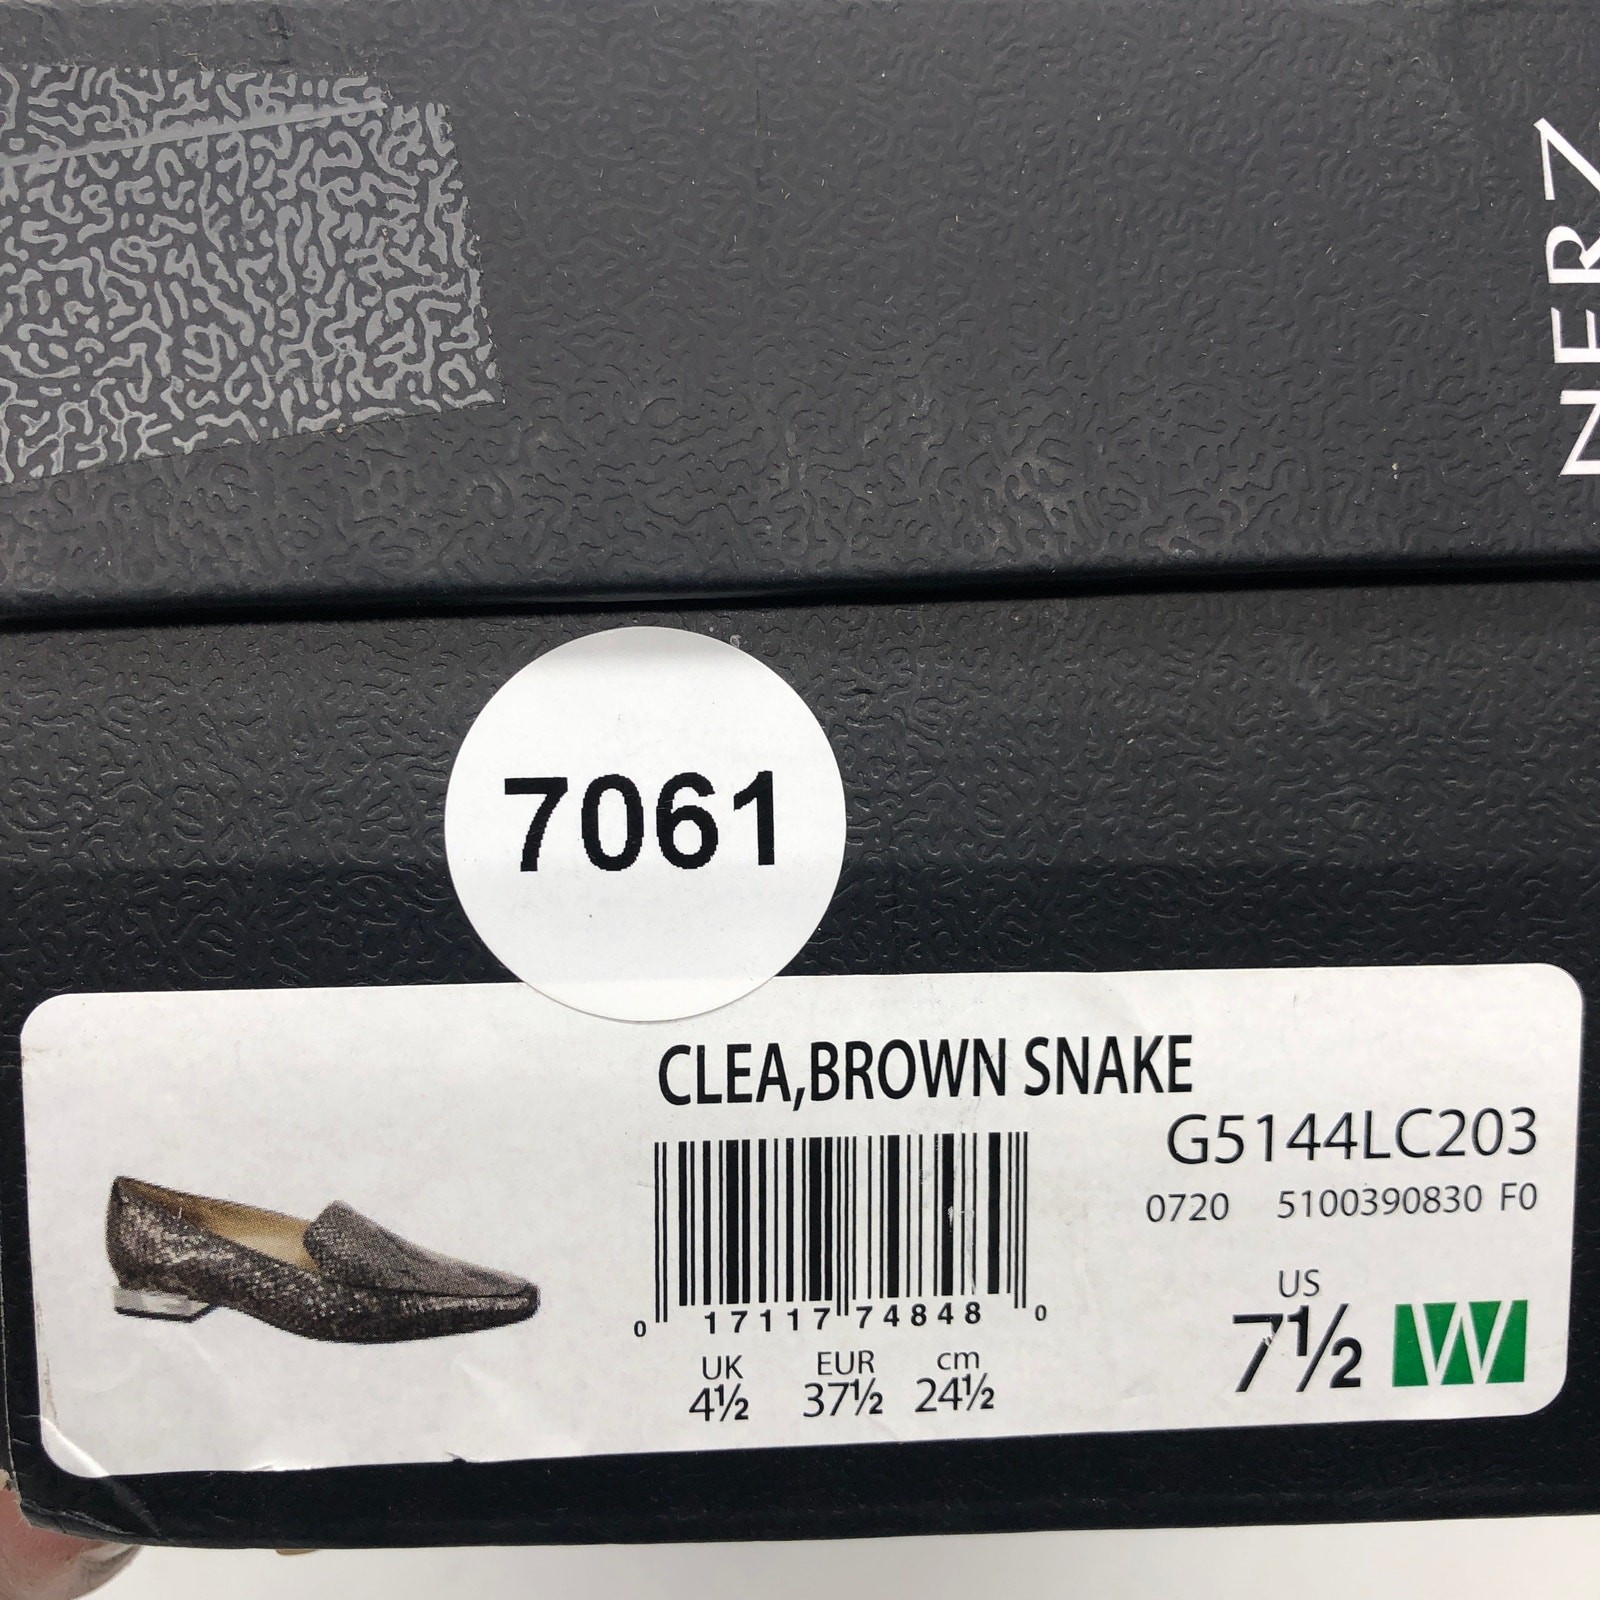 NERZ
7061
CLEA,BROWN SNAKE
G5144LC203
0720 5100390830 F0
0 17117 74848 0
UK EUR cm
4½ 37½ 24½
US
7½ W